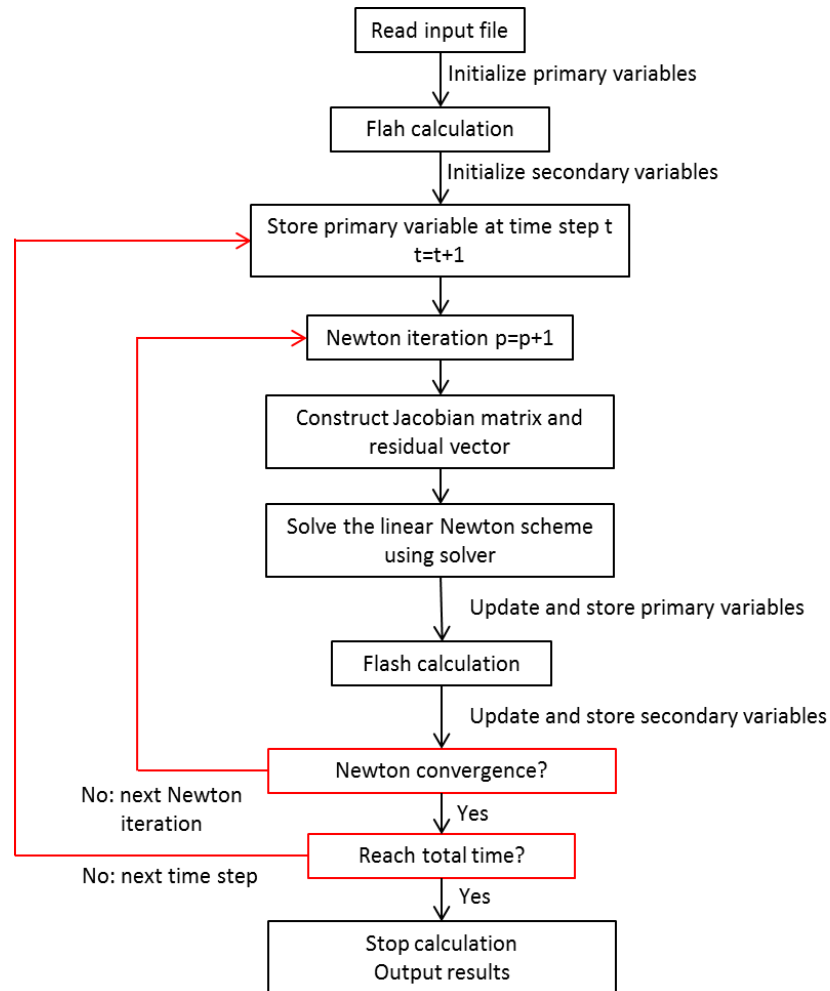 Read input file
Initialize primary variables
Flah calculation
Initialize secondary variables
Store primary variable at time step t
t=t+1
Newton iteration p=p+1
Construct Jacobian matrix and
residual vector
Solve the linear Newton scheme
using solver
Update and store primary variables
Flash calculation
Update and store secondary variables
Newton convergence?
No: next Newton
iteration
Yes
Reach total time?
No: next time step
Yes
Stop calculation
Output results